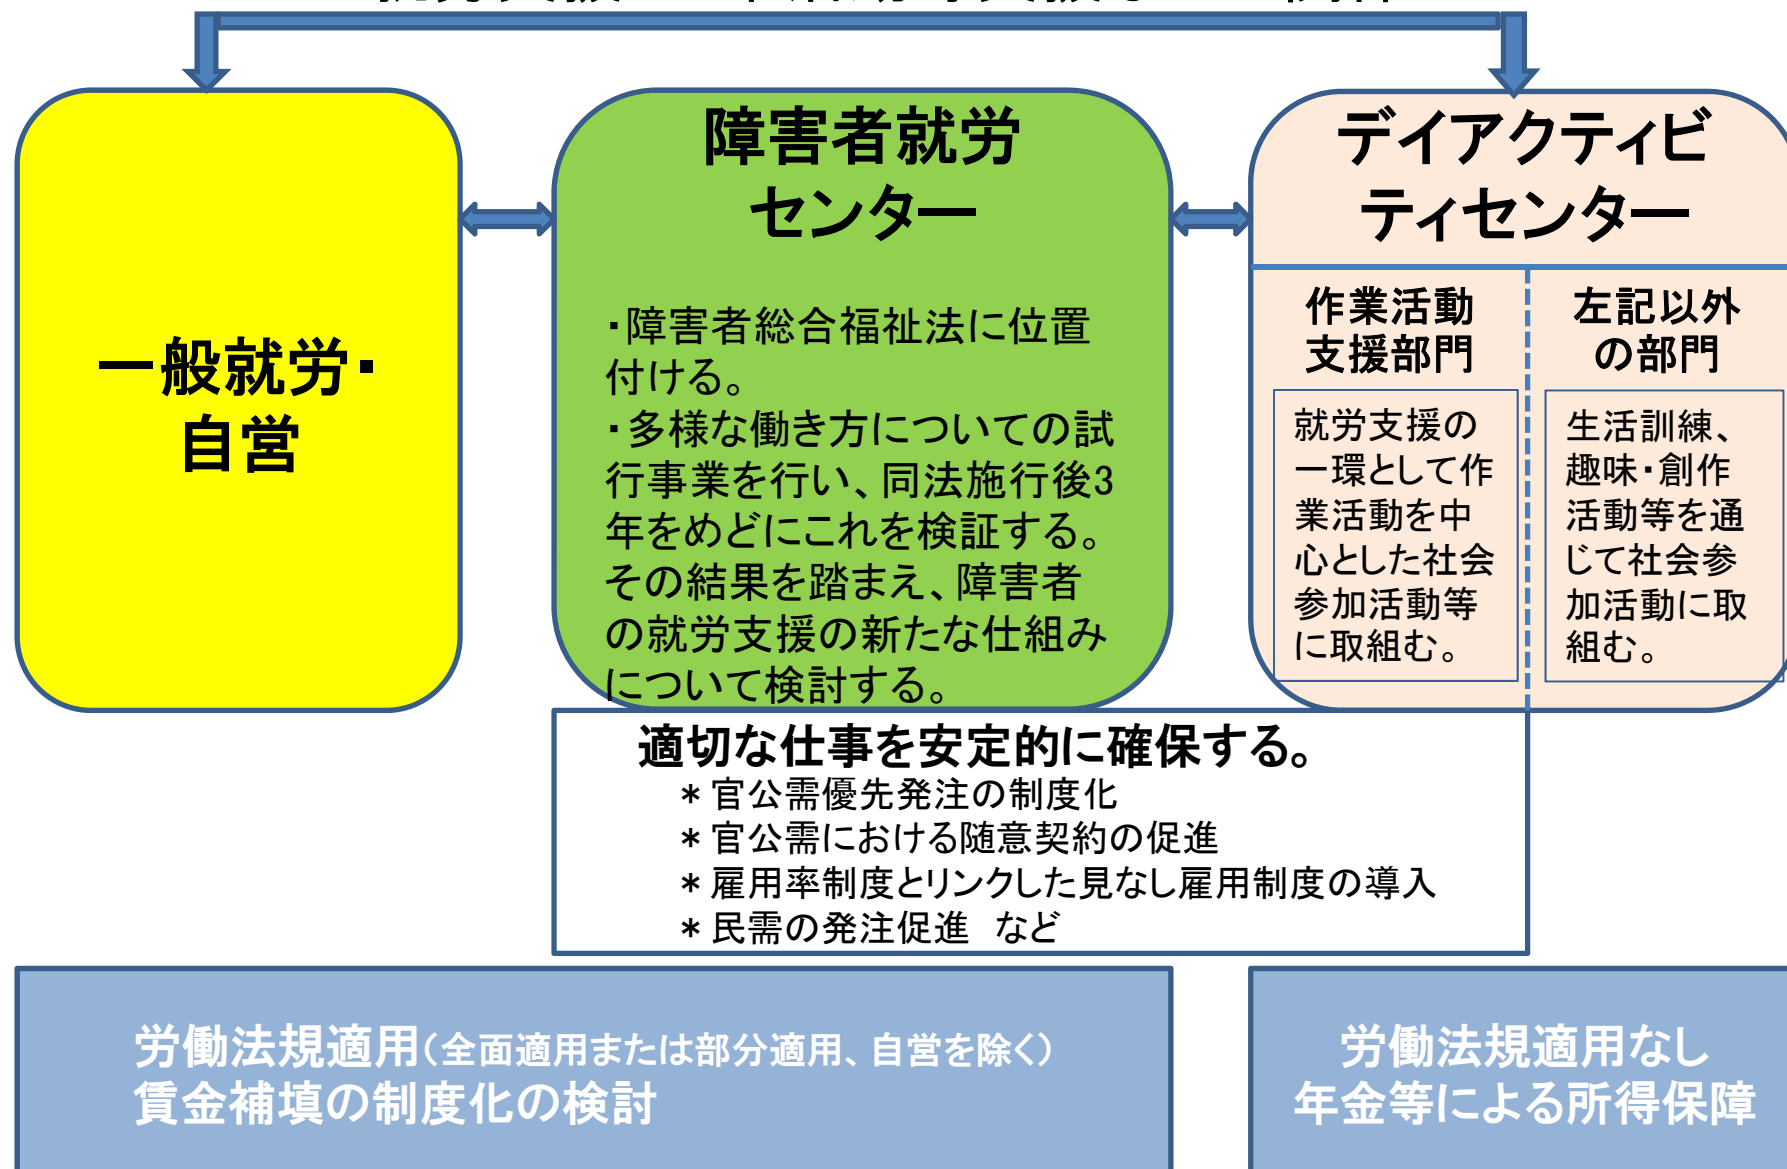 一般就労・
自営
障害者就労
センター
・障害者総合福祉法に位置
付ける。
・多様な働き方についての試
行事業を行い、同法施行後3
年をめどにこれを検証する。
その結果を踏まえ、障害者
の就労支援の新たな仕組み
について検討する。
デイアクティビ
ティセンター
作業活動
支援部門
就労支援の
一環として作
業活動を中
心とした社会
参加活動等
に取組む。
左記以外
の部門
生活訓練、
趣味・創作
活動等を通
じて社会参
加活動に取
組む。
適切な仕事を安定的に確保する。
＊官公需優先発注の制度化
＊官公需における随意契約の促進
＊雇用率制度とリンクした見なし雇用制度の導入
＊民需の発注促進　など
労働法規適用（全面適用または部分適用、自営を除く）
賃金補填の制度化の検討
労働法規適用なし
年金等による所得保障